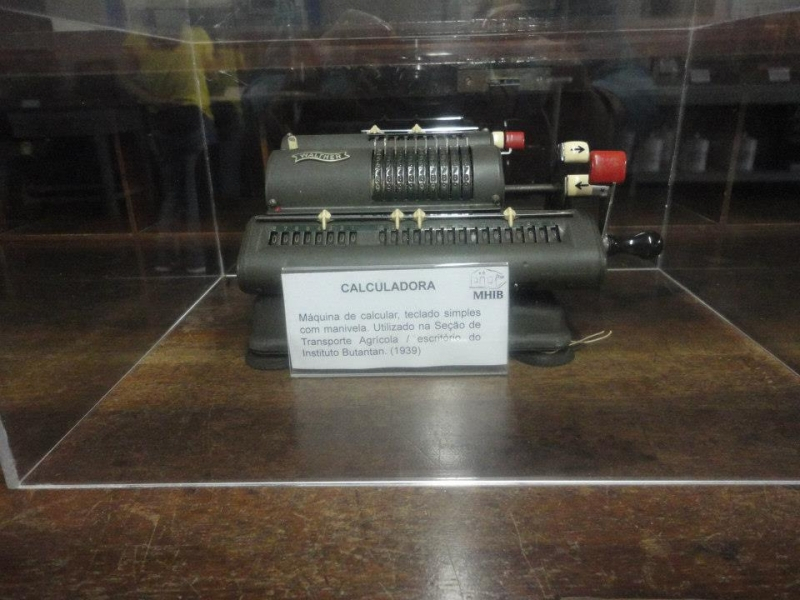 WALTHER
CALCULADORA
MHIB
Máquina de calcular, teclado simples
com manivela. Utilizado na Seção de
Transporte Agrícola / escritório do
Instituto Butantan. (1939)